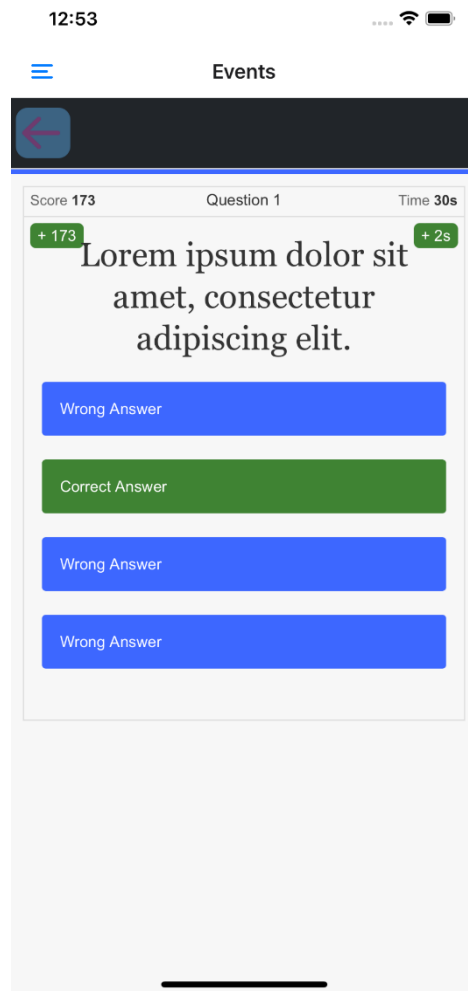 12:53
Events
Score 173 Question 1 Time 30s
+ 173 + 2s
Lorem ipsum dolor sit
amet, consectetur
adipiscing elit.
Wrong Answer
Correct Answer
Wrong Answer
Wrong Answer